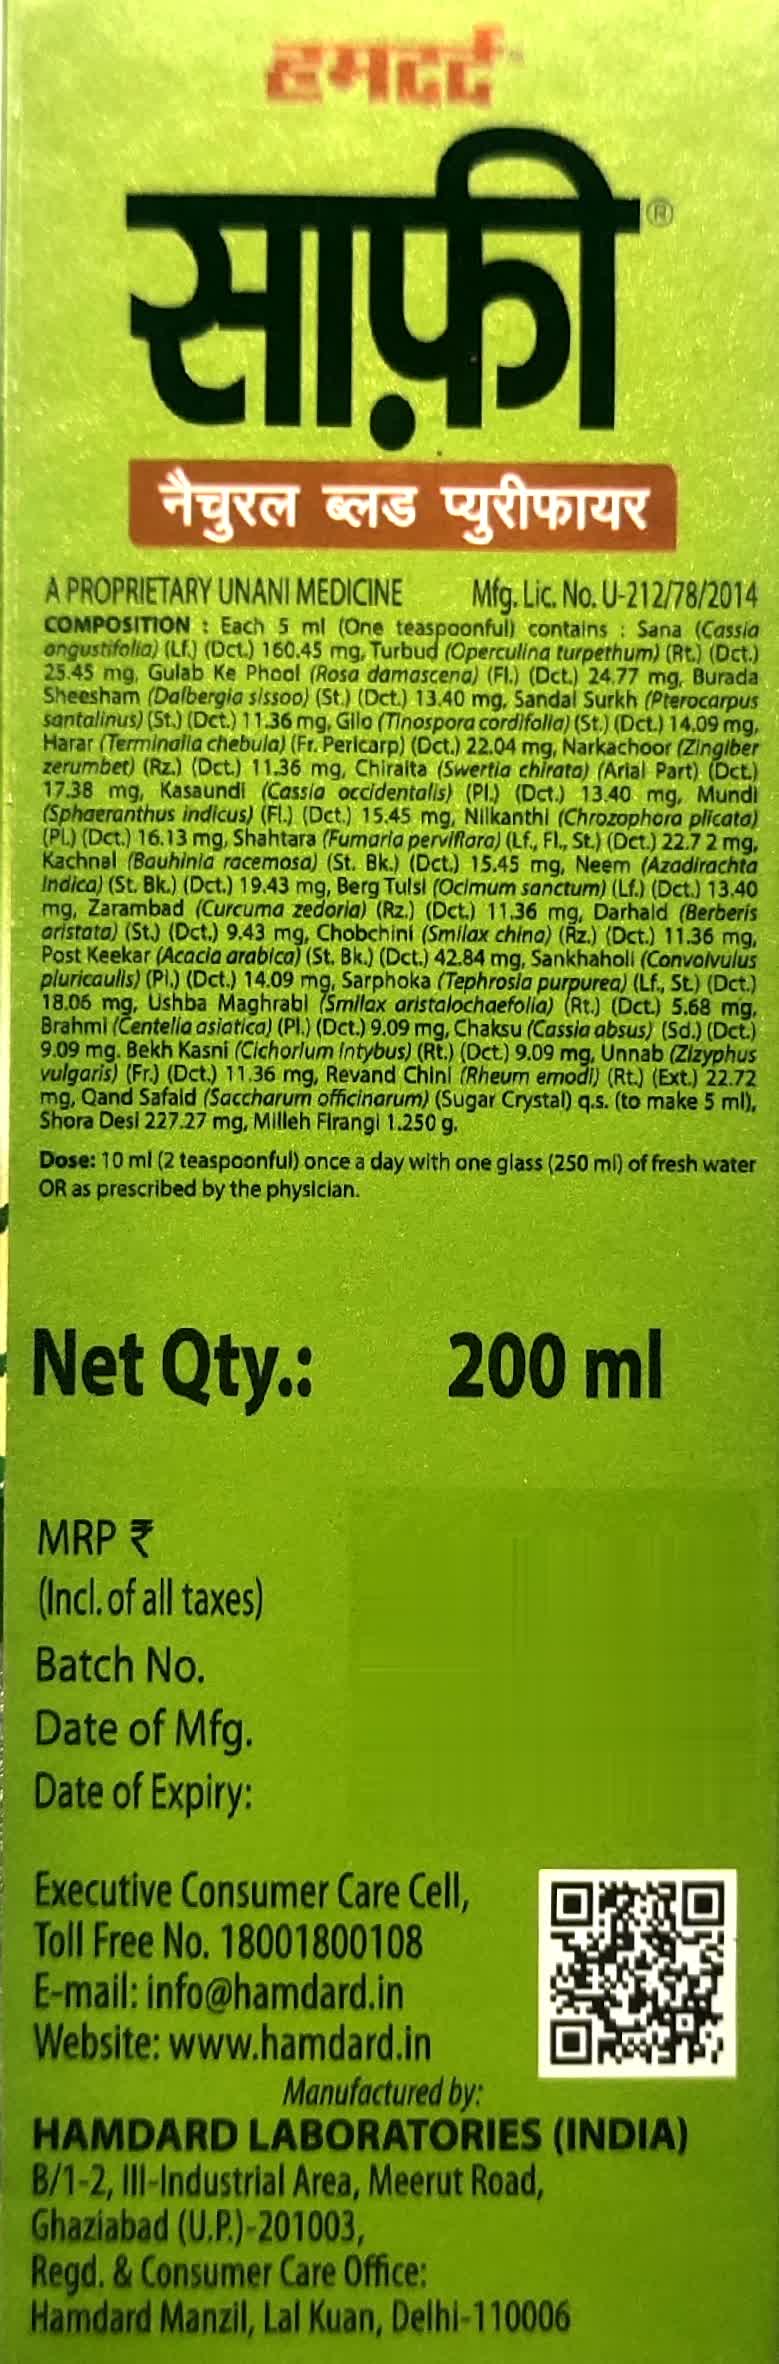 हमदर्द
साफ़ी®
नैचुरल ब्लड प्युरीफायर
A PROPRIETARY UNANI MEDICINE Mfg. Lic. No. U-212/78/2014
COMPOSITION : Each 5 ml (One teaspoonful) contains : Sana (Cassia
angustifolia) (Lf.) (Dct.) 160.45 mg, Turbud (Operculina turpethum) (Rt.) (Dct.)
25.45 mg, Gulab Ke Phool (Rosa damascena) (Fl.) (Dct.) 24.77 mg, Burada
Sheesham (Dalbergia sissoo) (St.) (Dct.) 13.40 mg, Sandal Surkh (Pterocarpus
santalinus) (St.) (Dct.) 11.36 mg, Gilo (Tinospora cordifolia) (St.) (Dct.) 14.09 mg,
Harar (Terminalia chebula) (Fr. Pericarp) (Dct.) 22.04 mg, Narkachoor (Zingiber
zerumbet) (Rz.) (Dct.) 11.36 mg, Chiraita (Swertia chirata) (Arial Part) (Dct.)
17.38 mg, Kasaundi (Cassia occidentalis) (Pl.) (Dct.) 13.40 mg, Mundi
(Sphaeranthus indicus) (Fl.) (Dct.) 15.45 mg, Nilkanthi (Chrozophora plicata)
(Pl.) (Dct.) 16.13 mg, Shahtara (Fumaria perviflora) (Lf., Fl., St.) (Dct.) 22.7 2 mg,
Kachnal (Bauhinia racemosa) (St. Bk.) (Dct.) 15.45 mg, Neem (Azadirachta
indica) (St. Bk.) (Dct.) 19.43 mg, Berg Tulsi (Ocimum sanctum) (Lf.) (Dct.) 13.40
mg, Zarambad (Curcuma zedoria) (Rz.) (Dct.) 11.36 mg, Darhald (Berberis
aristata) (St.) (Dct.) 9.43 mg, Chobchini (Smilax china) (Rz.) (Dct.) 11.36 mg,
Post Keekar (Acacia arabica) (St. Bk.) (Dct.) 42.84 mg, Sankhaholi (Convolvulus
pluricaulis) (Pl.) (Dct.) 14.09 mg, Sarphoka (Tephrosia purpurea) (Lf., St.) (Dct.)
18.06 mg, Ushba Maghrabi (Smilax aristalochaefolia) (Rt.) (Dct.) 5.68 mg,
Brahmi (Centella asiatica) (Pl.) (Dct.) 9.09 mg, Chaksu (Cassia absus) (Sd.) (Dct.)
9.09 mg. Bekh Kasni (Cichorium intybus) (Rt.) (Dct.) 9.09 mg, Unnab (Zizyphus
vulgaris) (Fr.) (Dct.) 11.36 mg, Revand Chini (Rheum emodi) (Rt.) (Ext.) 22.72
mg, Qand Safaid (Saccharum officinarum) (Sugar Crystal) q.s. (to make 5 ml),
Shora Desi 227.27 mg, Milleh Firangi 1.250 g.
Dose: 10 ml (2 teaspoonful) once a day with one glass (250 ml) of fresh water
OR as prescribed by the physician.
Net Qty.: 200 ml
MRP ₹
(Incl. of all taxes)
Batch No.
Date of Mfg.
Date of Expiry:
Executive Consumer Care Cell,
Toll Free No. 18001800108
E-mail: info@hamdard.in
Website: www.hamdard.in
Manufactured by:
HAMDARD LABORATORIES (INDIA)
B/1-2, III-Industrial Area, Meerut Road,
Ghaziabad (U.P.)-201003,
Regd. & Consumer Care Office:
Hamdard Manzil, Lal Kuan, Delhi-110006